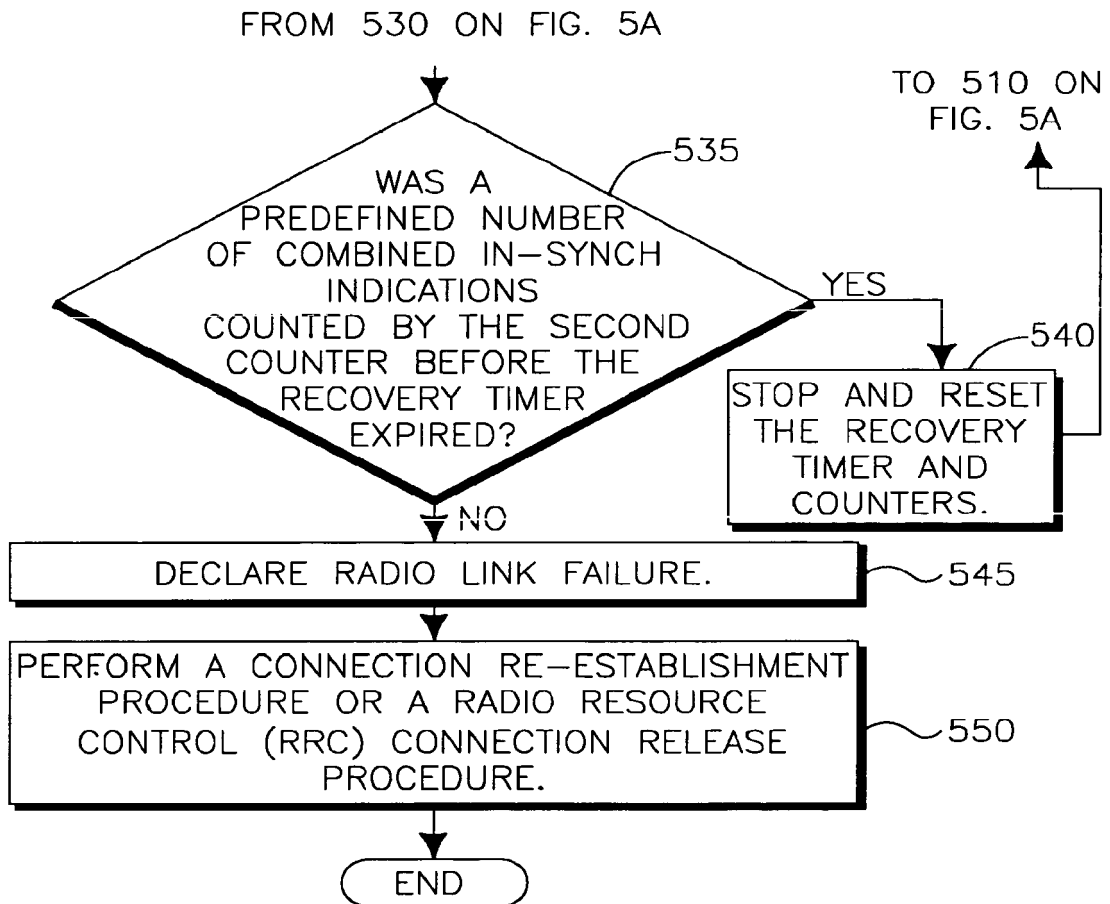 FROM 530 ON FIG. 5A
TO 510 ON
FIG. 5A
535
WAS A
PREDEFINED NUMBER
OF COMBINED IN-SYNCH
INDICATIONS
COUNTED BY THE SECOND
COUNTER BEFORE THE
RECOVERY TIMER
EXPIRED?
YES
540
STOP AND RESET
THE RECOVERY
TIMER AND
COUNTERS.
NO
DECLARE RADIO LINK FAILURE.
545
PERFORM A CONNECTION RE-ESTABLISHMENT
PROCEDURE OR A RADIO RESOURCE
CONTROL (RRC) CONNECTION RELEASE
PROCEDURE.
550
END